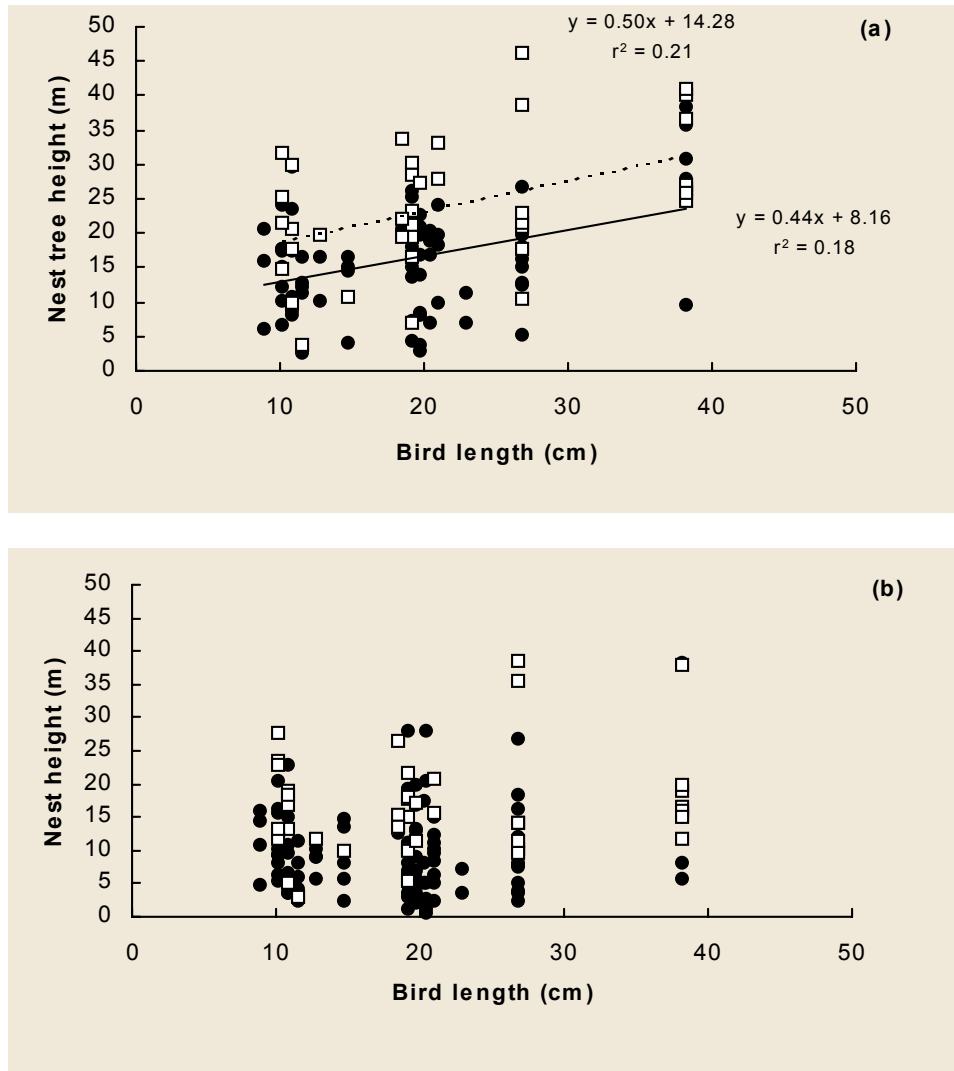 50
(a)
y = 0.50x + 14.28
r² = 0.21
45
40
35
30
25
20
15
10
5
0
y = 0.44x + 8.16
r² = 0.18
Nest tree height (m)
0 10 20 30 40 50
Bird length (cm)
50
(b)
45
40
35
30
25
20
15
10
5
0
Nest height (m)
0 10 20 30 40 50
Bird length (cm)